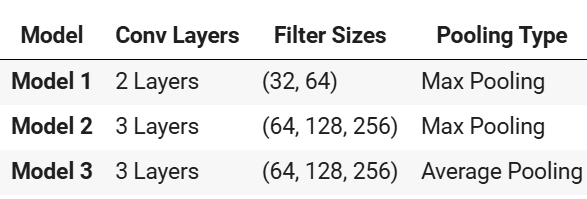 Model Conv Layers Filter Sizes Pooling Type
Model 1 2 Layers (32, 64) Max Pooling
Model 2 3 Layers (64, 128, 256) Max Pooling
Model 3 3 Layers (64, 128, 256) Average Pooling